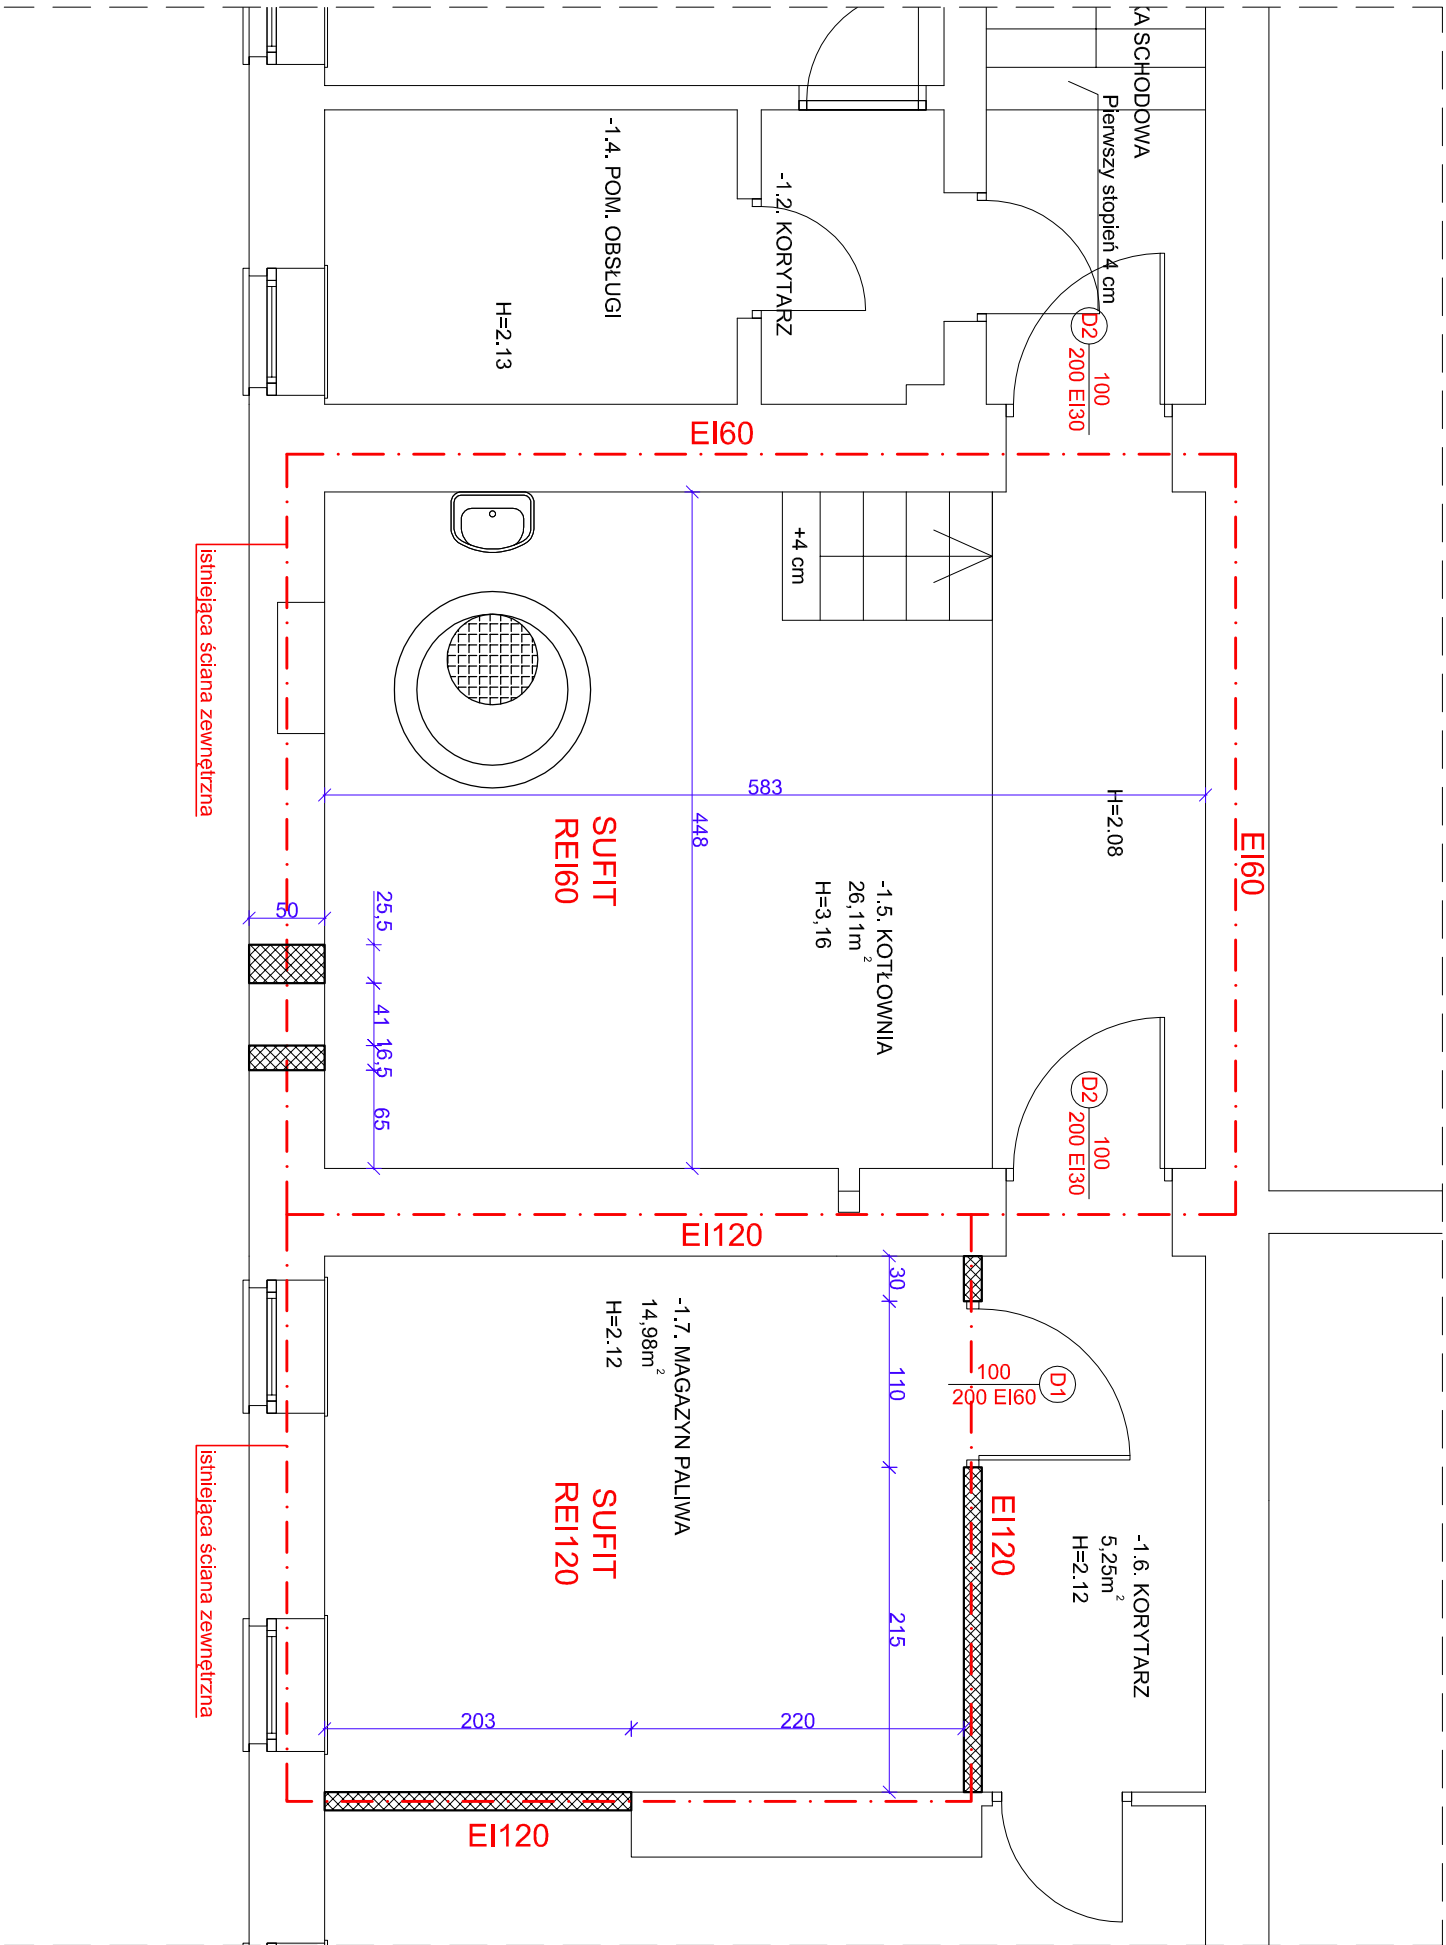 KA SCHODOWA
Pierwszy stopień 4 cm
-1.4. POM. OBSŁUGI
H=2.13
-1.2. KORYTARZ
D2
100
200 EI30
EI60
+4 cm
istniejąca ściana zewnętrzna
583
448
H=2.08
EI60
SUFIT
REI60
-1.5. KOTŁOWNIA
26,11m²
H=3,16
50
25,5
41
16,5
65
D2
100
200 EI30
EI120
30
110
215
-1.7. MAGAZYN PALIWA
14,98m²
H=2.12
100
200 EI60
D1
EI120
-1.6. KORYTARZ
5,25m²
H=2.12
SUFIT
REI120
istniejąca ściana zewnętrzna
203
220
EI120